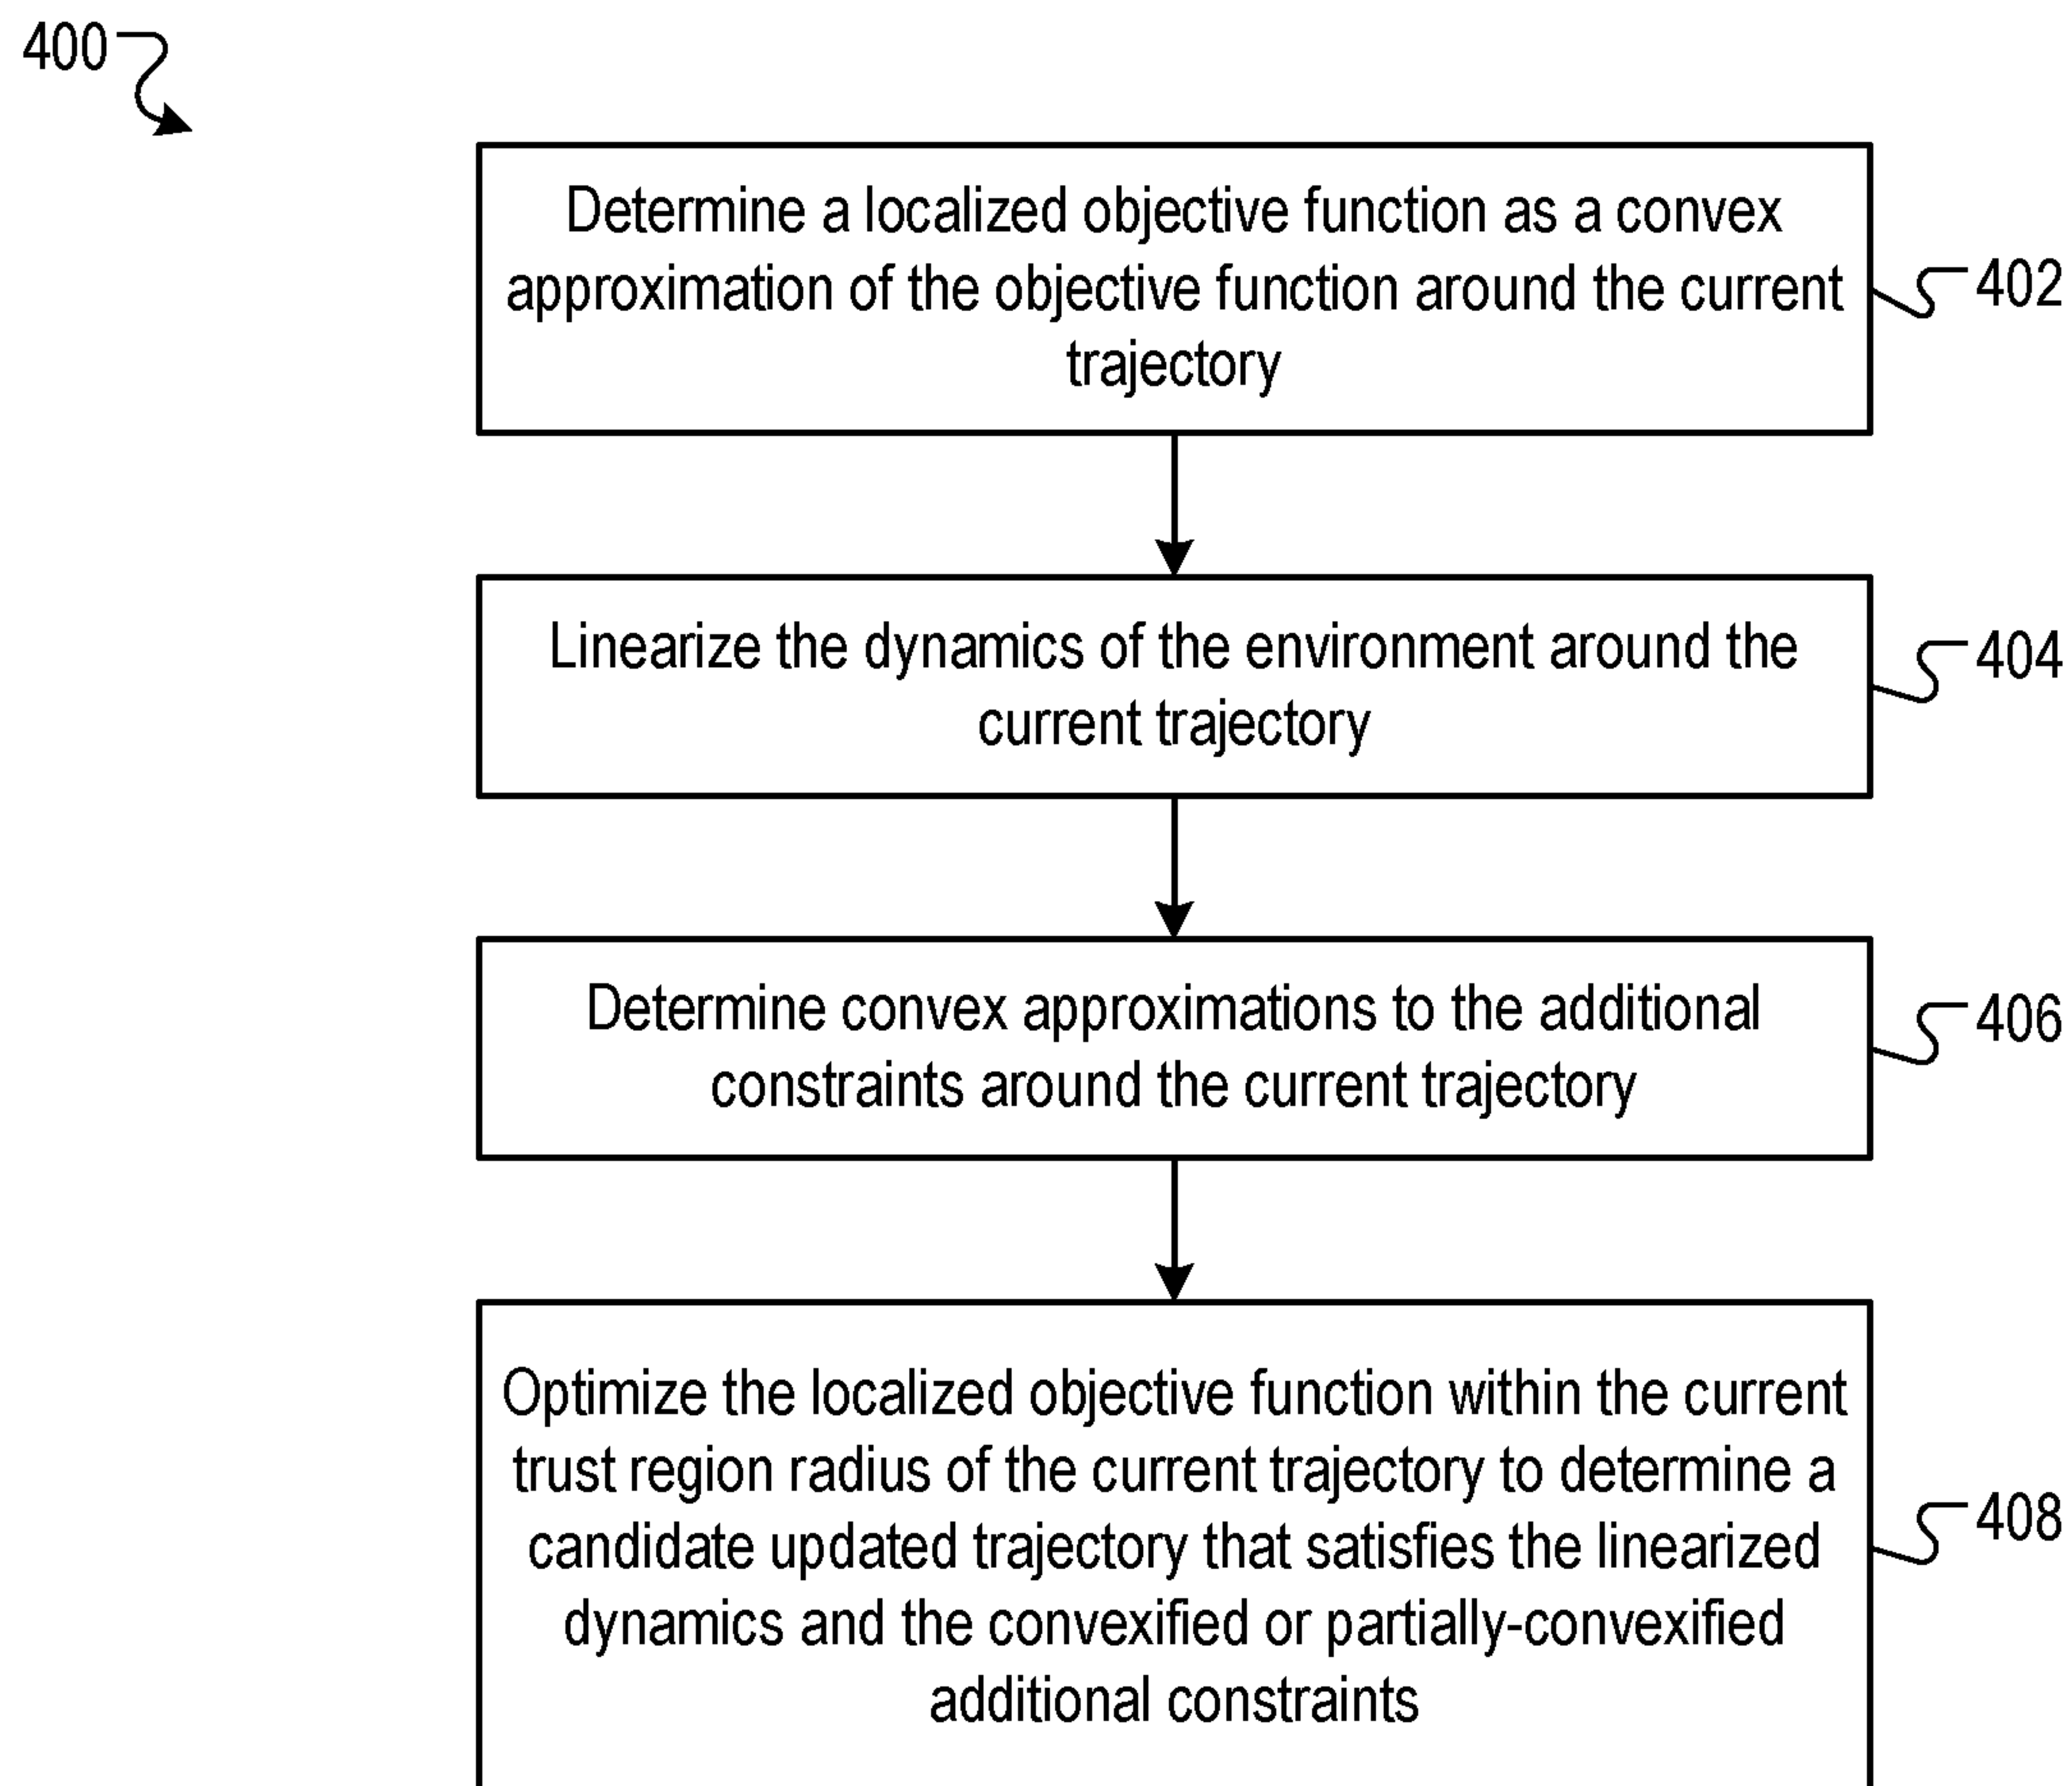 400
Determine a localized objective function as a convex
approximation of the objective function around the current
trajectory
402
Linearize the dynamics of the environment around the
current trajectory
404
Determine convex approximations to the additional
constraints around the current trajectory
406
Optimize the localized objective function within the current
trust region radius of the current trajectory to determine a
candidate updated trajectory that satisfies the linearized
dynamics and the convexified or partially-convexified
additional constraints
408